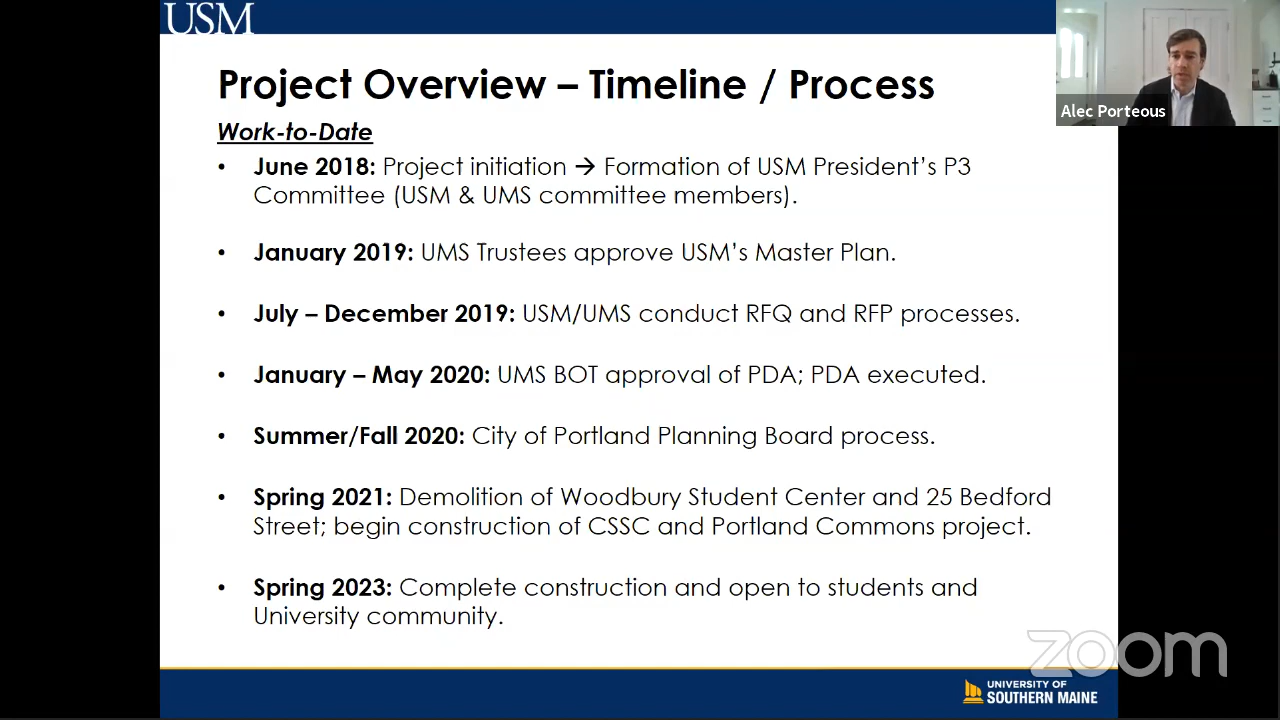 USM
Project Overview – Timeline / Process
Work-to-Date
• June 2018: Project initiation → Formation of USM President’s P3
Committee (USM & UMS committee members).
• January 2019: UMS Trustees approve USM’s Master Plan.
• July – December 2019: USM/UMS conduct RFQ and RFP processes.
• January – May 2020: UMS BOT approval of PDA; PDA executed.
• Summer/Fall 2020: City of Portland Planning Board process.
• Spring 2021: Demolition of Woodbury Student Center and 25 Bedford
Street; begin construction of CSSC and Portland Commons project.
• Spring 2023: Complete construction and open to students and
University community.
Alec Porteous
zoom
UNIVERSITY OF
SOUTHERN MAINE